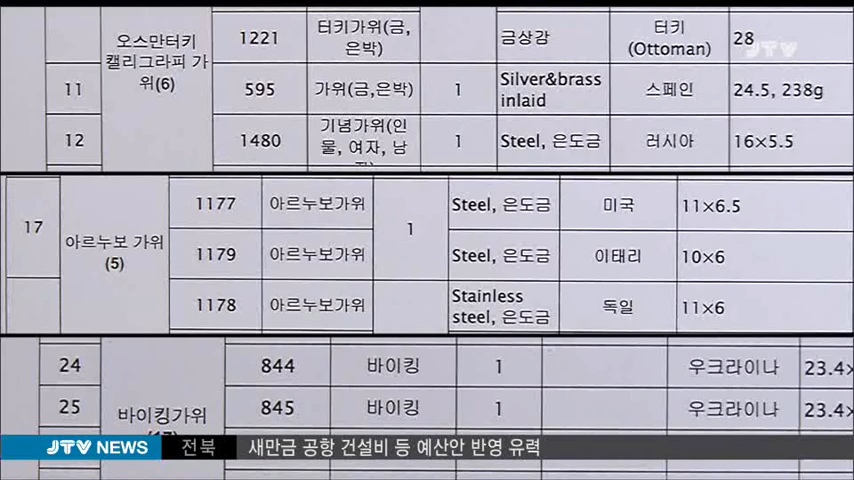 오스만터키
캘리그라피 가
위(6)
1221
터키가위(금,
은박)
금상감
터키
(Ottoman)
28
JTV
11
595
가위(금,은박)
1
Silver&brass
inlaid
스페인
24.5, 238g
12
1480
기념가위(인
물, 여자, 남
1
Steel, 은도금
러시아
16×5.5
17
아르누보 가위
(5)
1177
아르누보가위
1
Steel, 은도금
미국
11×6.5
1179
아르누보가위
Steel, 은도금
이태리
10×6
1178
아르누보가위
Stainless
steel, 은도금
독일
11×6
24
바이킹가위
844
바이킹
1
우크라이나
23.4×
25
845
바이킹
1
우크라이나
23.4×
JTV NEWS 전북 새만금 공항 건설비 등 예산안 반영 유력